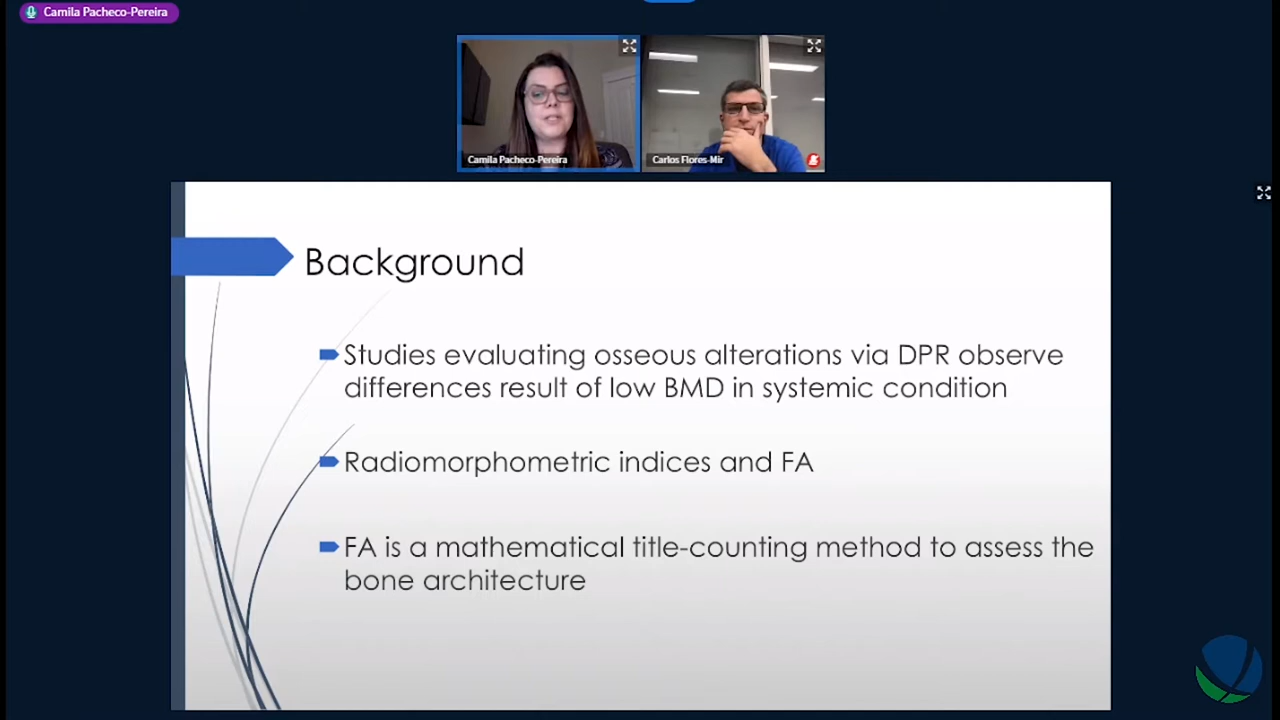 Camila Pacheco-Pereira
Camila Pacheco-Pereira
Carlos Flores-Mir
Background
Studies evaluating osseous alterations via DPR observe
differences result of low BMD in systemic condition
Radiomorphometric indices and FA
FA is a mathematical title-counting method to assess the
bone architecture